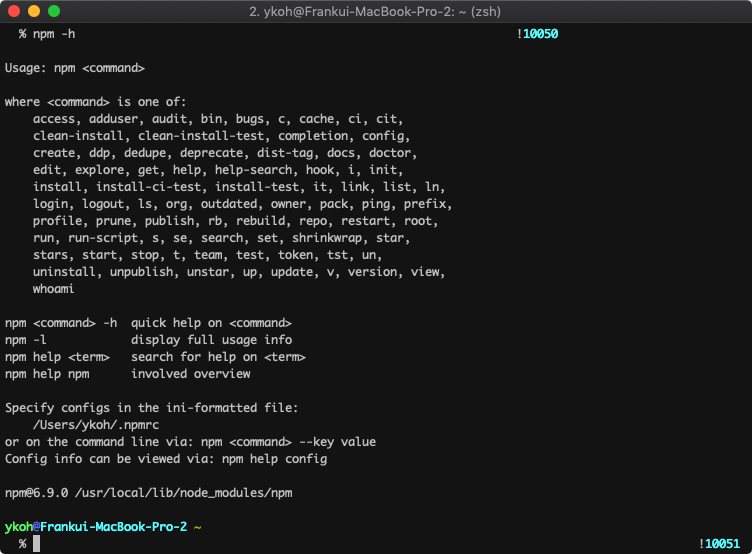 2. ykoh@Frankui-MacBook-Pro-2: ~ (zsh)
% npm -h !10050
Usage: npm <command>
where <command> is one of:
access, adduser, audit, bin, bugs, c, cache, ci, cit,
clean-install, clean-install-test, completion, config,
create, ddp, dedupe, deprecate, dist-tag, docs, doctor,
edit, explore, get, help, help-search, hook, i, init,
install, install-ci-test, install-test, it, link, list, ln,
login, logout, ls, org, outdated, owner, pack, ping, prefix,
profile, prune, publish, rb, rebuild, repo, restart, root,
run, run-script, s, se, search, set, shrinkwrap, star,
stars, start, stop, t, team, test, token, tst, un,
uninstall, unpublish, unstar, up, update, v, version, view,
whoami
npm <command> -h quick help on <command>
npm -l display full usage info
npm help <term> search for help on <term>
npm help npm involved overview
Specify configs in the ini-formatted file:
/Users/ykoh/.npmrc
or on the command line via: npm <command> --key value
Config info can be viewed via: npm help config
npm@6.9.0 /usr/local/lib/node_modules/npm
ykoh@Frankui-MacBook-Pro-2 ~
% !10051